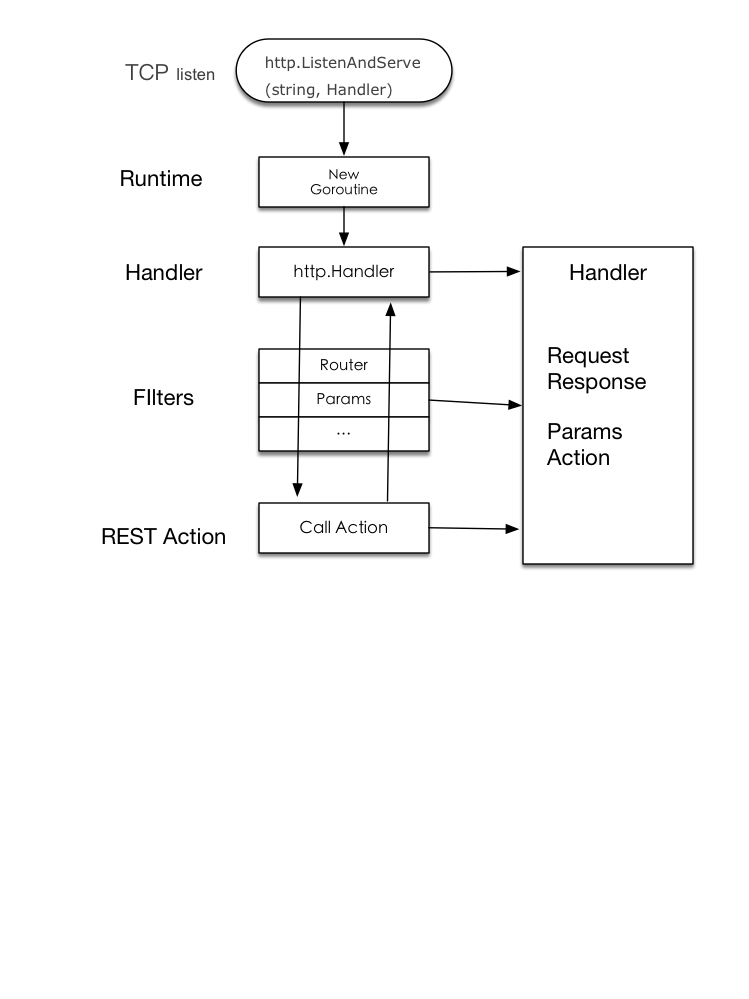 TCP listen
http.ListenAndServe
(string, Handler)
Runtime
New
Goroutine
Handler
http.Handler
Handler
Request
Response
Params
Action
FIlters
Router
Params
...
REST Action
Call Action